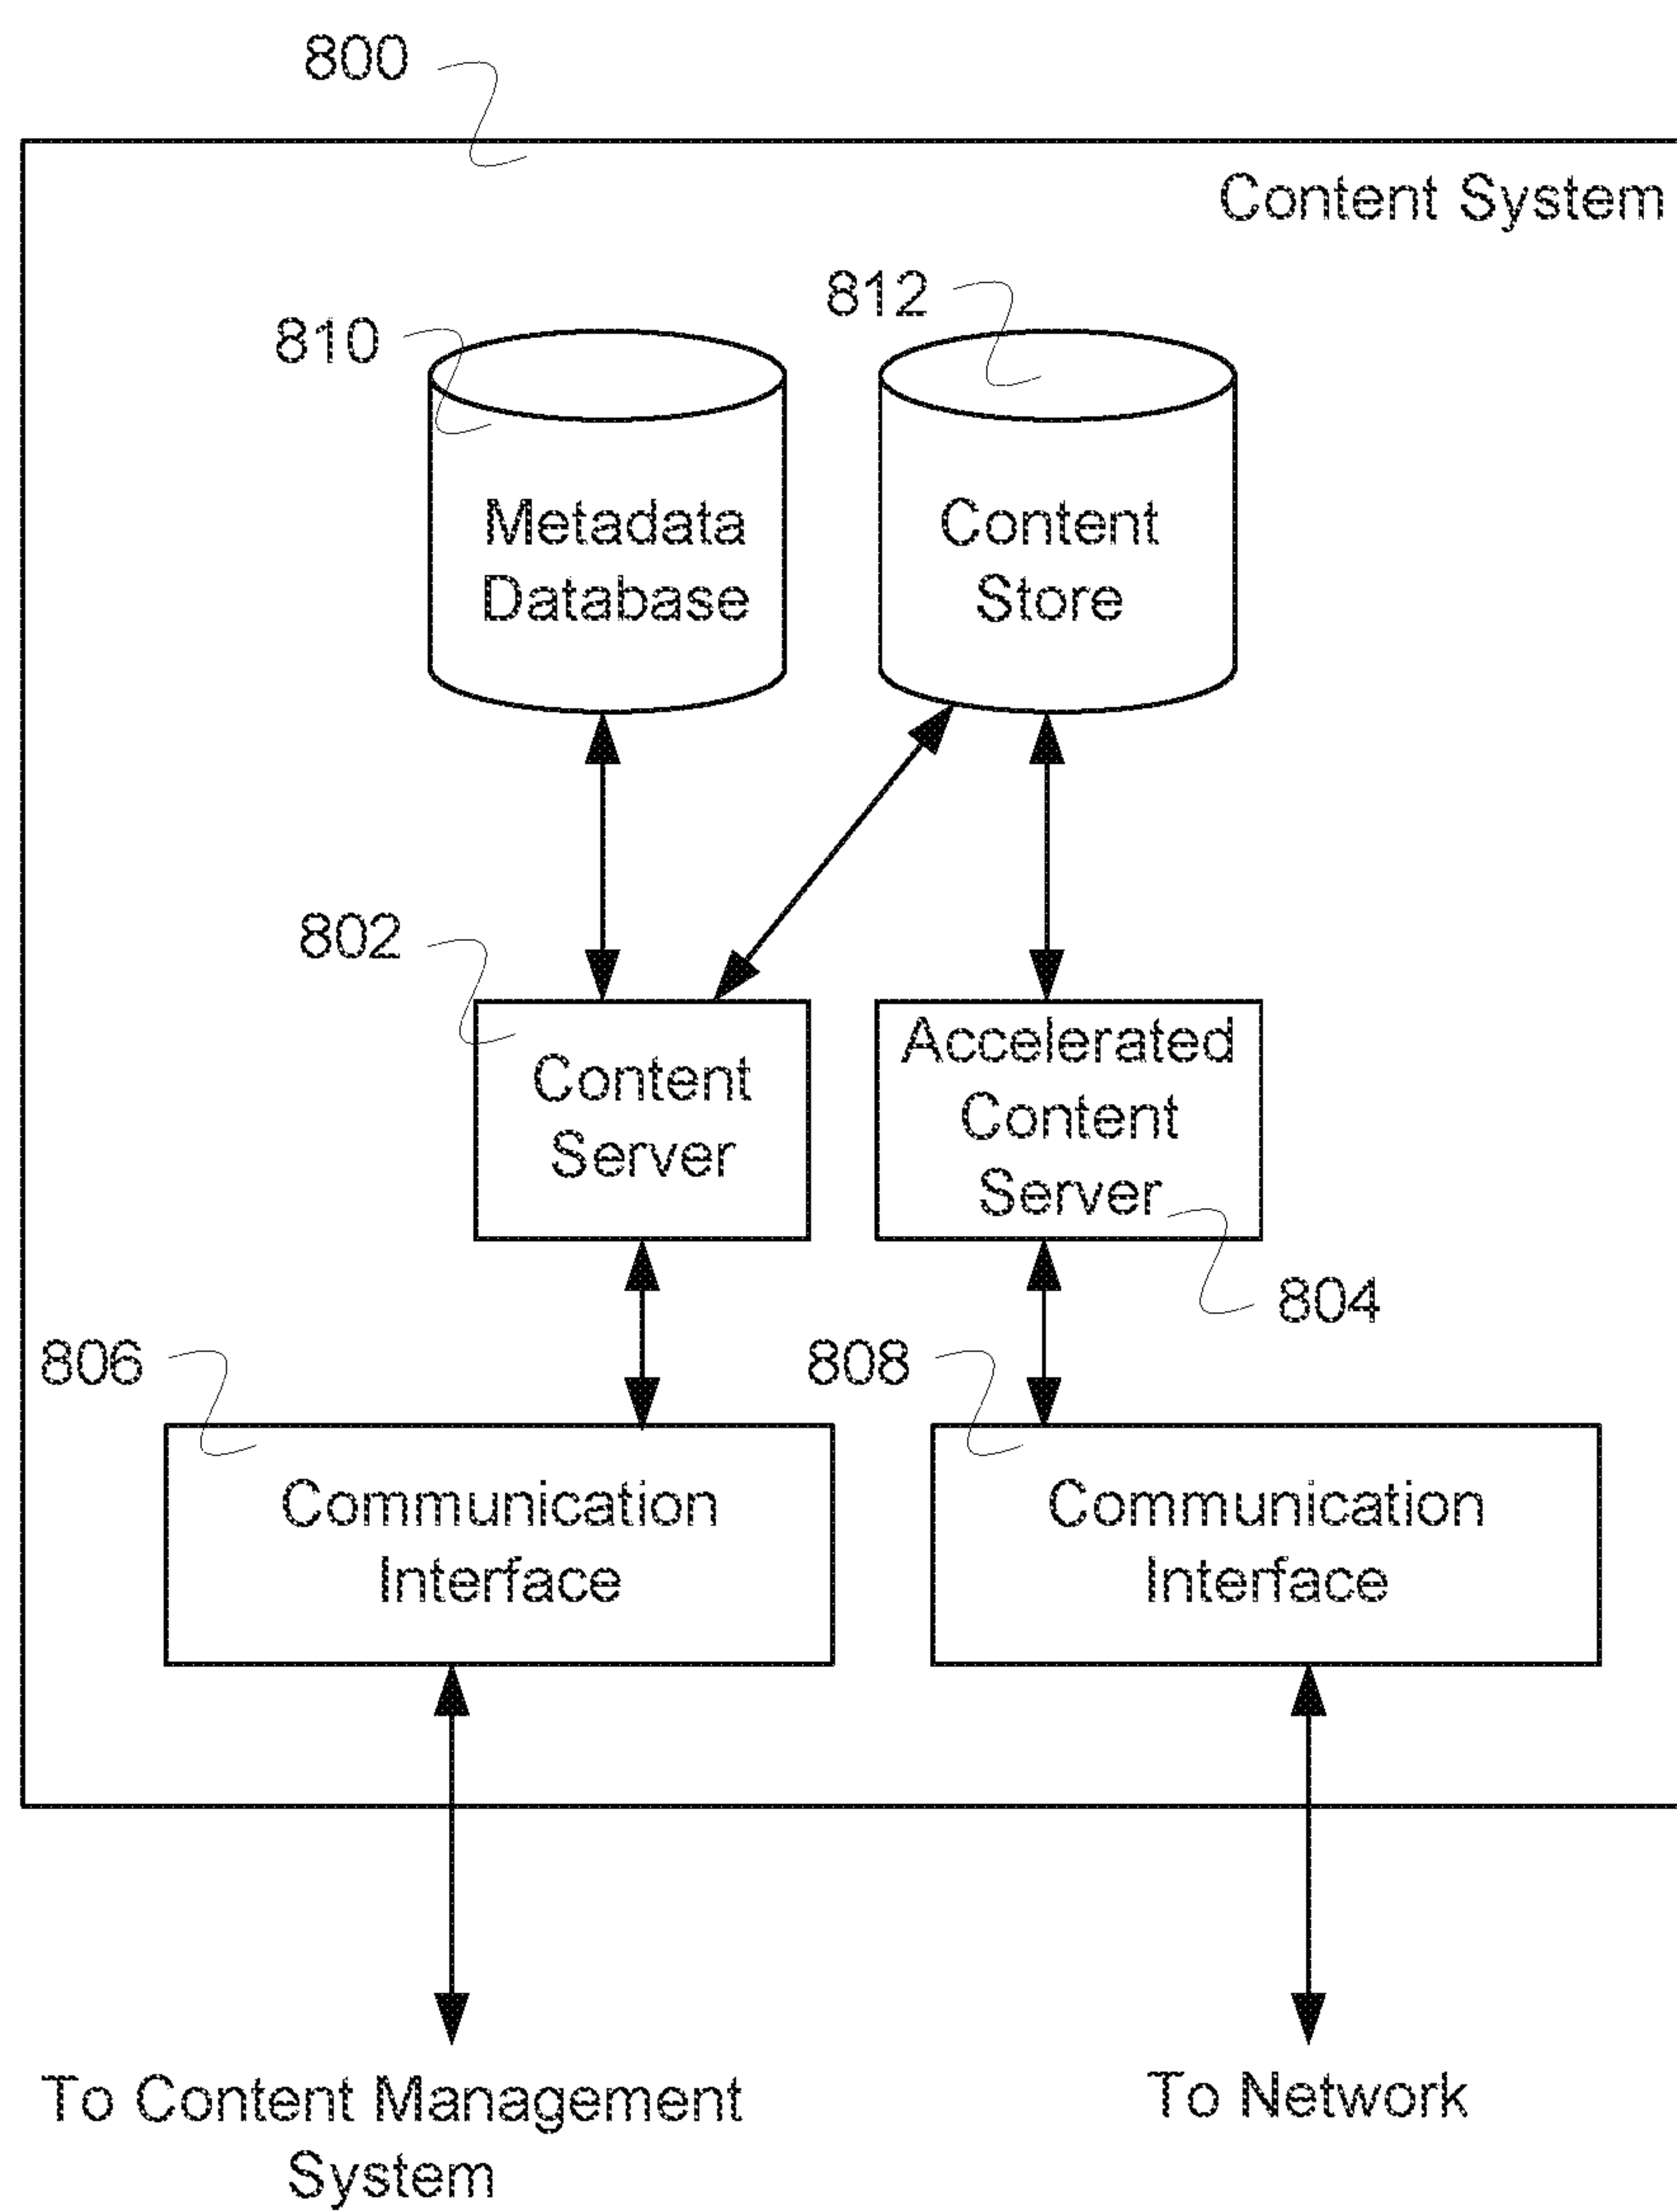 800
Content System
812
810
Metadata
Database
Content
Store
802
Content
Server
Accelerated
Content
Server
804
806
808
Communication
Interface
Communication
Interface
To Content Management
System
To Network